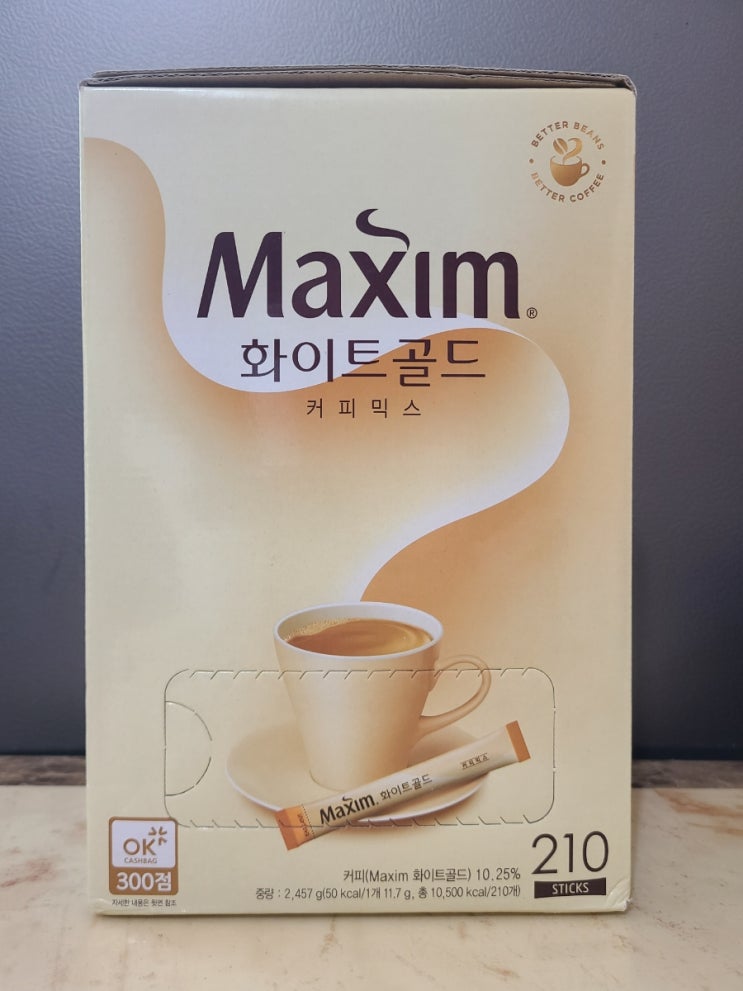 BETTER BEANS
BETTER COFFEE
Maxim®
화이트골드
커피믹스
Maxim. 화이트골드
커피믹스
OK
CASHBAG
300점
자세한 내용은 뒷면 참조
커피(Maxim 화이트골드) 10.25%
중량 : 2,457 g(50 kcal/1개 11.7 g, 총 10,500 kcal/210개)
210
STICKS